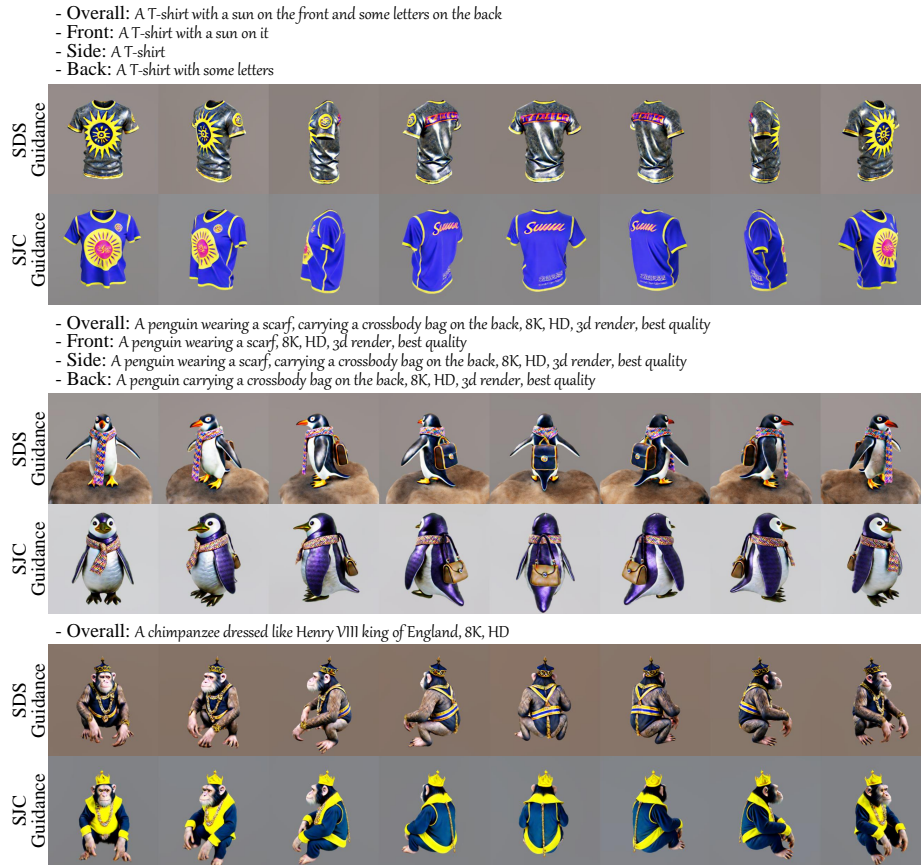 - Overall: A T-shirt with a sun on the front and some letters on the back
- Front: A T-shirt with a sun on it
- Side: A T-shirt
- Back: A T-shirt with some letters
SDS
Guidance
SJC
Guidance
- Overall: A penguin wearing a scarf, carrying a crossbody bag on the back, 8K, HD, 3d render, best quality
- Front: A penguin wearing a scarf, 8K, HD, 3d render, best quality
- Side: A penguin wearing a scarf, carrying a crossbody bag on the back, 8K, HD, 3d render, best quality
- Back: A penguin carrying a crossbody bag on the back, 8K, HD, 3d render, best quality
SDS
Guidance
SJC
Guidance
- Overall: A chimpanzee dressed like Henry VIII king of England, 8K, HD
SDS
Guidance
SJC
Guidance